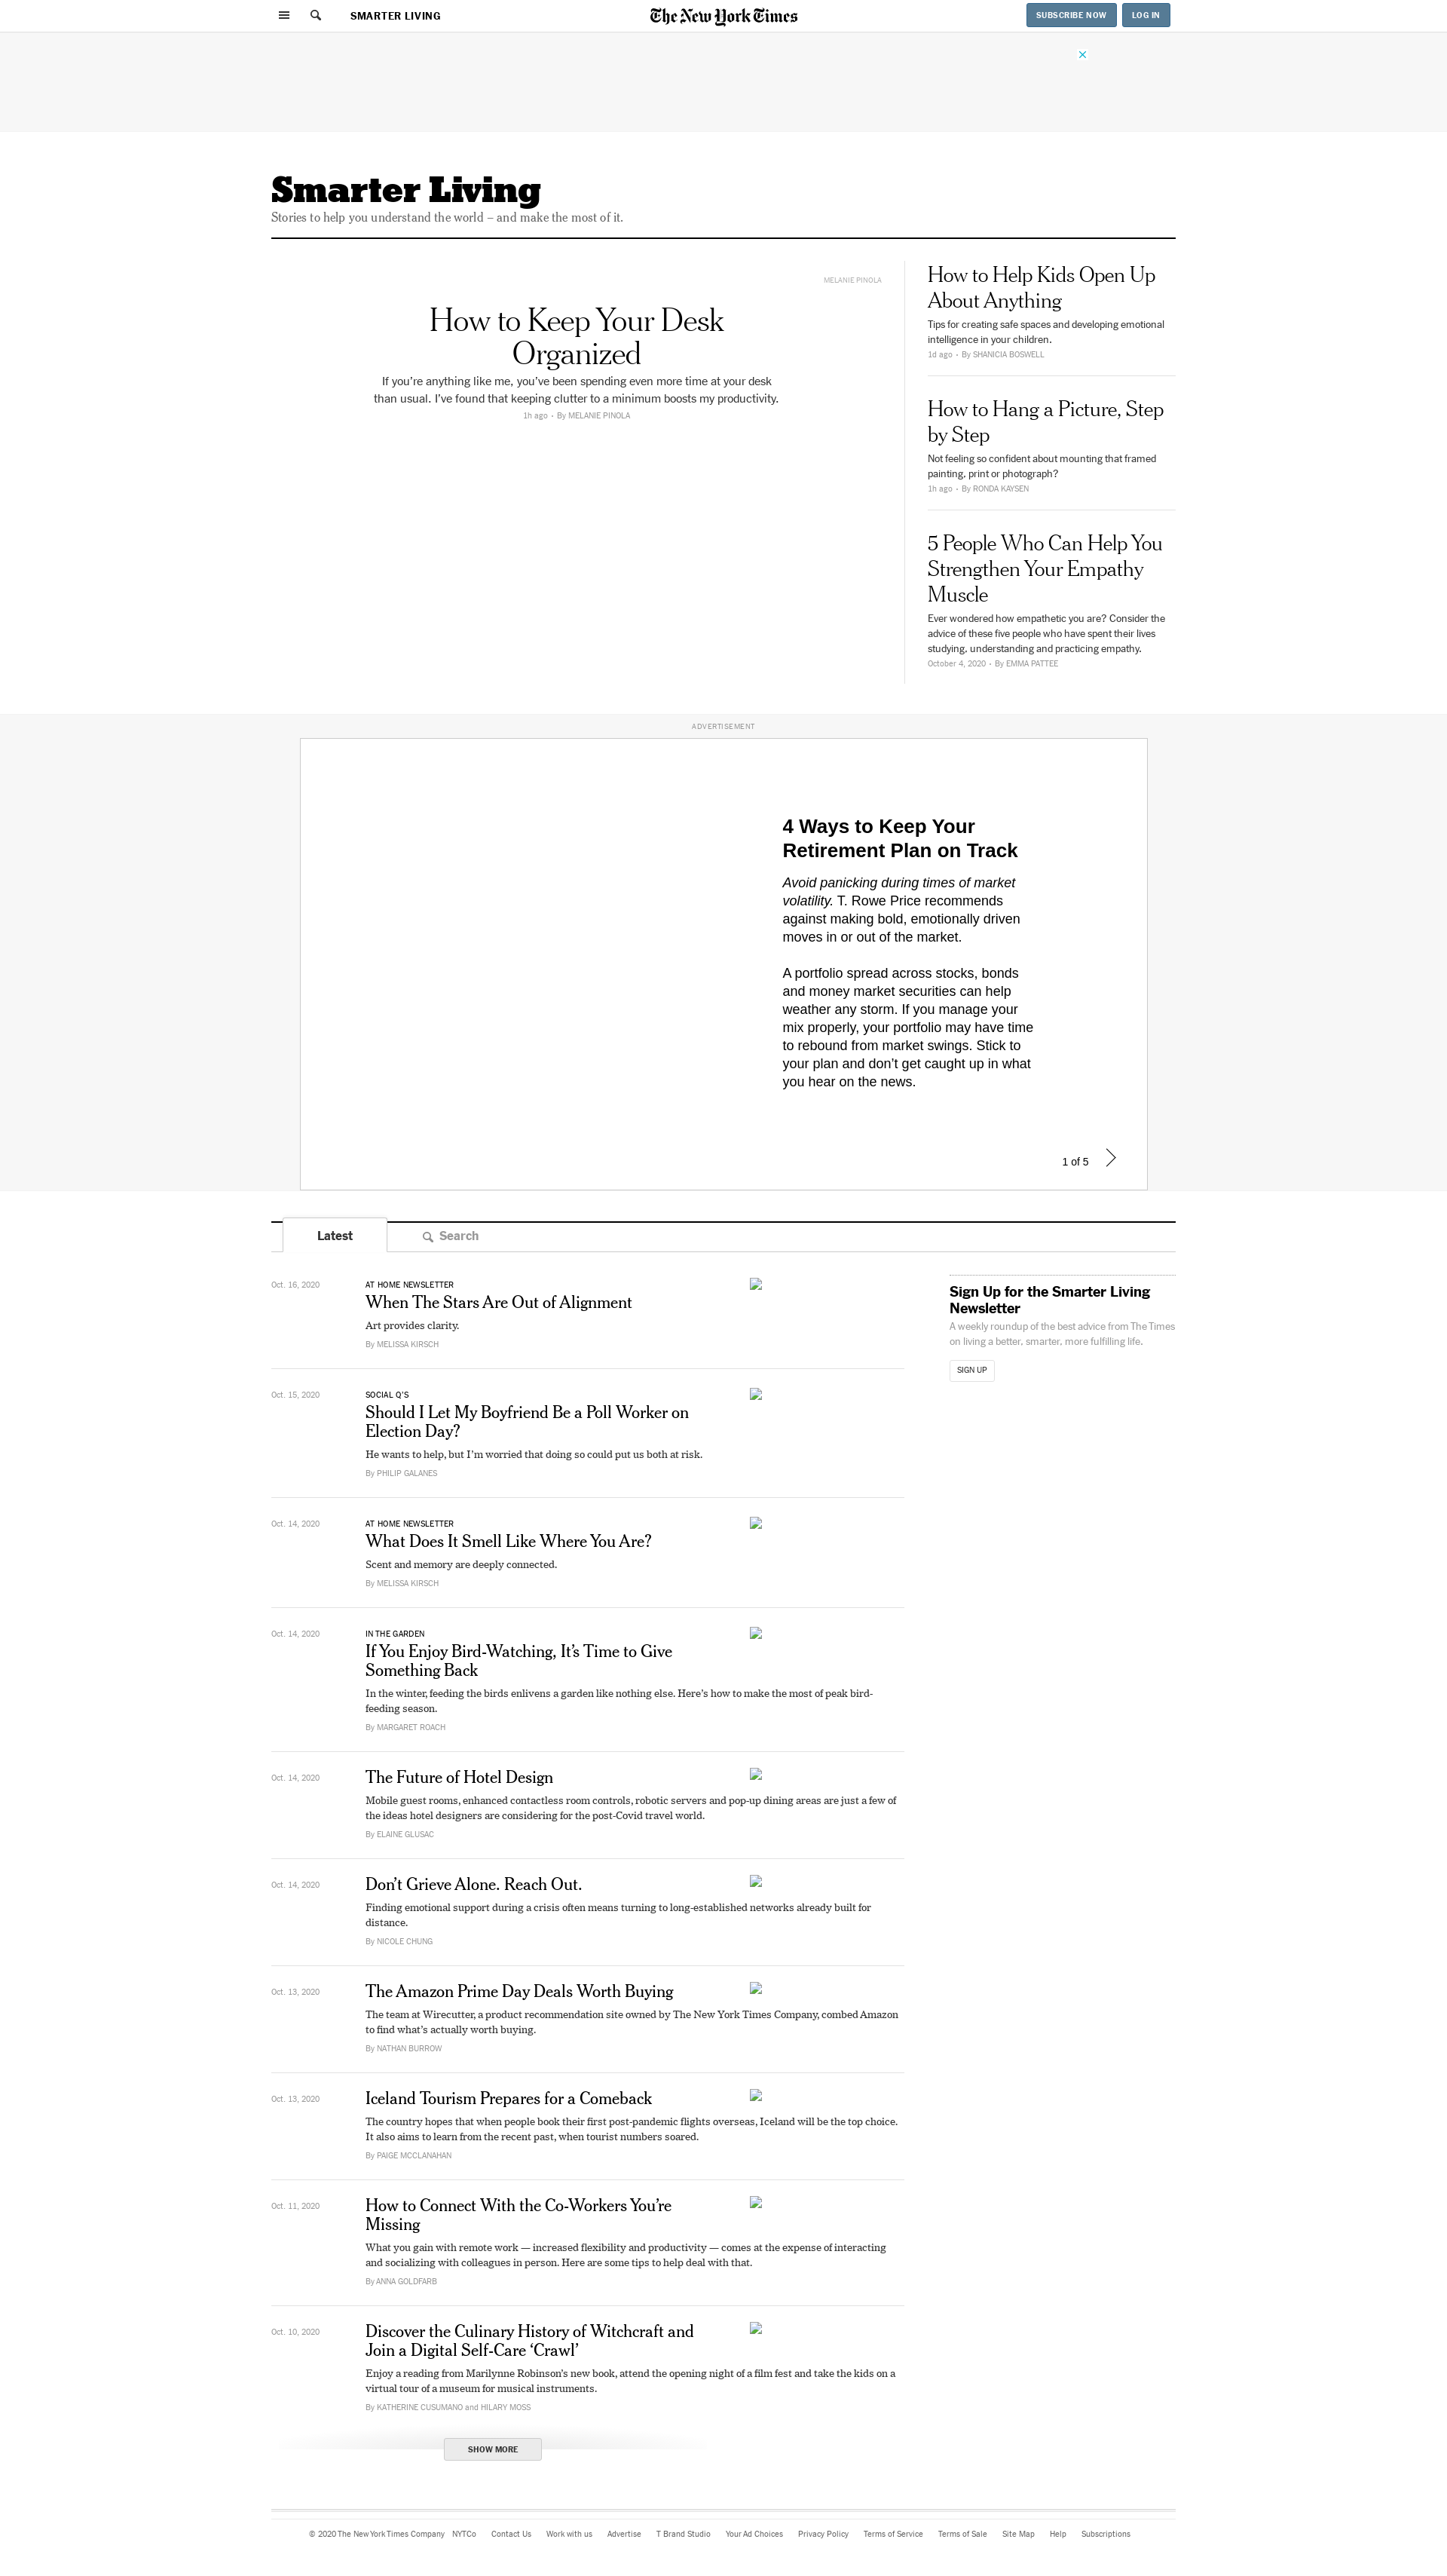 SMARTER LIVING
The New York Times
SUBSCRIBE NOW
LOG IN
Smarter Living
Stories to help you understand the world – and make the most of it.
MELANIE PINOLA
How to Keep Your Desk
Organized
If you’re anything like me, you’ve been spending even more time at your desk
than usual. I’ve found that keeping clutter to a minimum boosts my productivity.
1h ago • By MELANIE PINOLA
How to Help Kids Open Up
About Anything
Tips for creating safe spaces and developing emotional
intelligence in your children.
1d ago • By SHANICIA BOSWELL
How to Hang a Picture, Step
by Step
Not feeling so confident about mounting that framed
painting, print or photograph?
1h ago • By RONDA KAYSEN
5 People Who Can Help You
Strengthen Your Empathy
Muscle
Ever wondered how empathetic you are? Consider the
advice of these five people who have spent their lives
studying, understanding and practicing empathy.
October 4, 2020 • By EMMA PATTEE
ADVERTISEMENT
4 Ways to Keep Your
Retirement Plan on Track
Avoid panicking during times of market
volatility. T. Rowe Price recommends
against making bold, emotionally driven
moves in or out of the market.
A portfolio spread across stocks, bonds
and money market securities can help
weather any storm. If you manage your
mix properly, your portfolio may have time
to rebound from market swings. Stick to
your plan and don’t get caught up in what
you hear on the news.
1 of 5
Latest
Search
Oct. 16, 2020
AT HOME NEWSLETTER
When The Stars Are Out of Alignment
Art provides clarity.
By MELISSA KIRSCH
Sign Up for the Smarter Living
Newsletter
A weekly roundup of the best advice from The Times
on living a better, smarter, more fulfilling life.
SIGN UP
Oct. 15, 2020
SOCIAL Q’S
Should I Let My Boyfriend Be a Poll Worker on
Election Day?
He wants to help, but I’m worried that doing so could put us both at risk.
By PHILIP GALANES
Oct. 14, 2020
AT HOME NEWSLETTER
What Does It Smell Like Where You Are?
Scent and memory are deeply connected.
By MELISSA KIRSCH
Oct. 14, 2020
IN THE GARDEN
If You Enjoy Bird-Watching, It’s Time to Give
Something Back
In the winter, feeding the birds enlivens a garden like nothing else. Here’s how to make the most of peak bird-
feeding season.
By MARGARET ROACH
Oct. 14, 2020
The Future of Hotel Design
Mobile guest rooms, enhanced contactless room controls, robotic servers and pop-up dining areas are just a few of
the ideas hotel designers are considering for the post-Covid travel world.
By ELAINE GLUSAC
Oct. 14, 2020
Don’t Grieve Alone. Reach Out.
Finding emotional support during a crisis often means turning to long-established networks already built for
distance.
By NICOLE CHUNG
Oct. 13, 2020
The Amazon Prime Day Deals Worth Buying
The team at Wirecutter, a product recommendation site owned by The New York Times Company, combed Amazon
to find what’s actually worth buying.
By NATHAN BURROW
Oct. 13, 2020
Iceland Tourism Prepares for a Comeback
The country hopes that when people book their first post-pandemic flights overseas, Iceland will be the top choice.
It also aims to learn from the recent past, when tourist numbers soared.
By PAIGE MCCLANAHAN
Oct. 11, 2020
How to Connect With the Co-Workers You’re
Missing
What you gain with remote work — increased flexibility and productivity — comes at the expense of interacting
and socializing with colleagues in person. Here are some tips to help deal with that.
By ANNA GOLDFARB
Oct. 10, 2020
Discover the Culinary History of Witchcraft and
Join a Digital Self-Care ‘Crawl’
Enjoy a reading from Marilynne Robinson’s new book, attend the opening night of a film fest and take the kids on a
virtual tour of a museum for musical instruments.
By KATHERINE CUSUMANO and HILARY MOSS
SHOW MORE
© 2020 The New York Times Company NYTCo Contact Us Work with us Advertise T Brand Studio Your Ad Choices Privacy Policy Terms of Service Terms of Sale Site Map Help Subscriptions